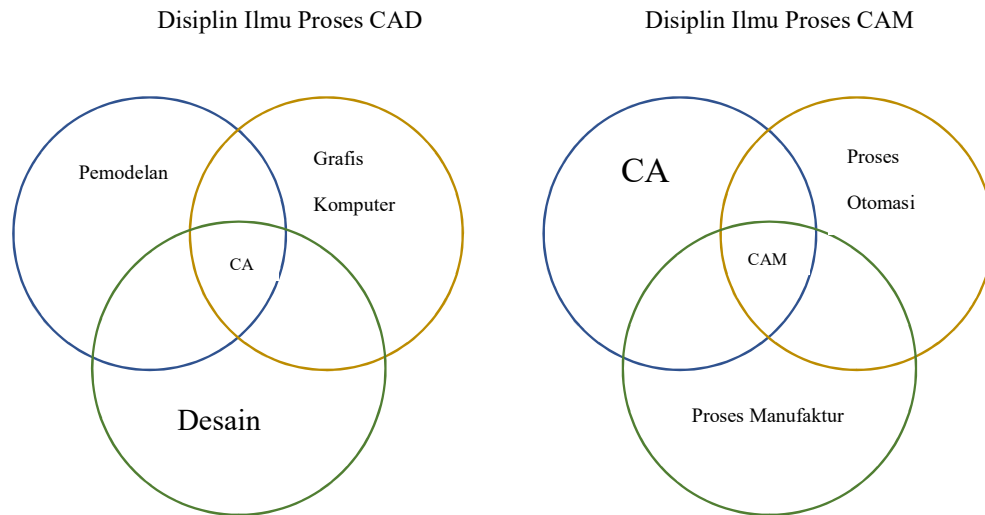 Disiplin Ilmu Proses CAD
Pemodelan
Grafis
Komputer
CA
Desain
Disiplin Ilmu Proses CAM
CA
Proses
Otomasi
CAM
Proses Manufaktur